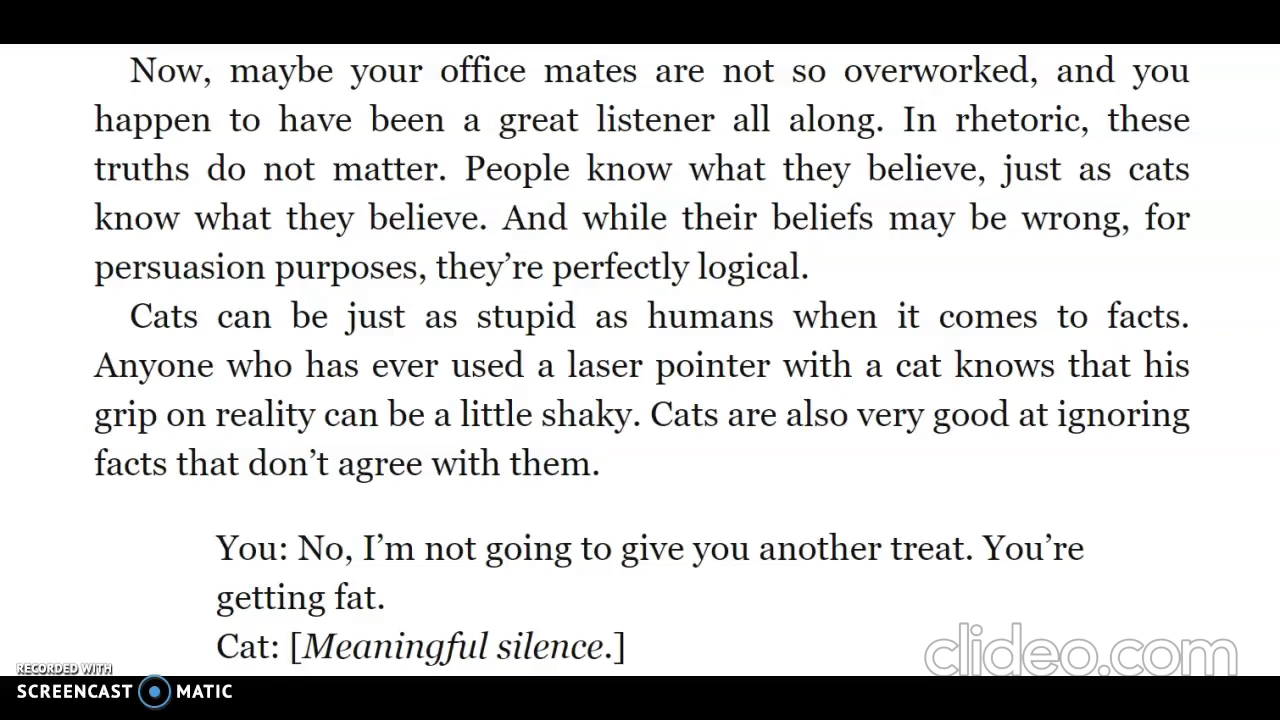 Now, maybe your office mates are not so overworked, and you
happen to have been a great listener all along. In rhetoric, these
truths do not matter. People know what they believe, just as cats
know what they believe. And while their beliefs may be wrong, for
persuasion purposes, they’re perfectly logical.
Cats can be just as stupid as humans when it comes to facts.
Anyone who has ever used a laser pointer with a cat knows that his
grip on reality can be a little shaky. Cats are also very good at ignoring
facts that don’t agree with them.
You: No, I’m not going to give you another treat. You’re
getting fat.
Cat: [Meaningful silence.]
clideo.com
RECORDED WITH
SCREENCAST MATIC